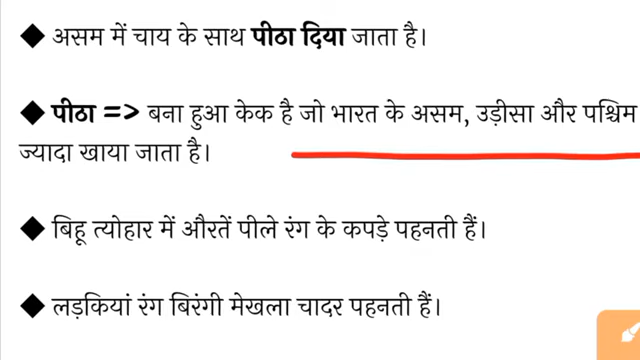 ◆ असम में चाय के साथ पीठा दिया जाता है।
◆ पीठा => बना हुआ केक है जो भारत के असम, उड़ीसा और पश्चिम
ज्यादा खाया जाता है।
◆ बिहू त्योहार में औरतें पीले रंग के कपड़े पहनती हैं।
◆ लड़कियां रंग बिरंगी मेखला चादर पहनती हैं।